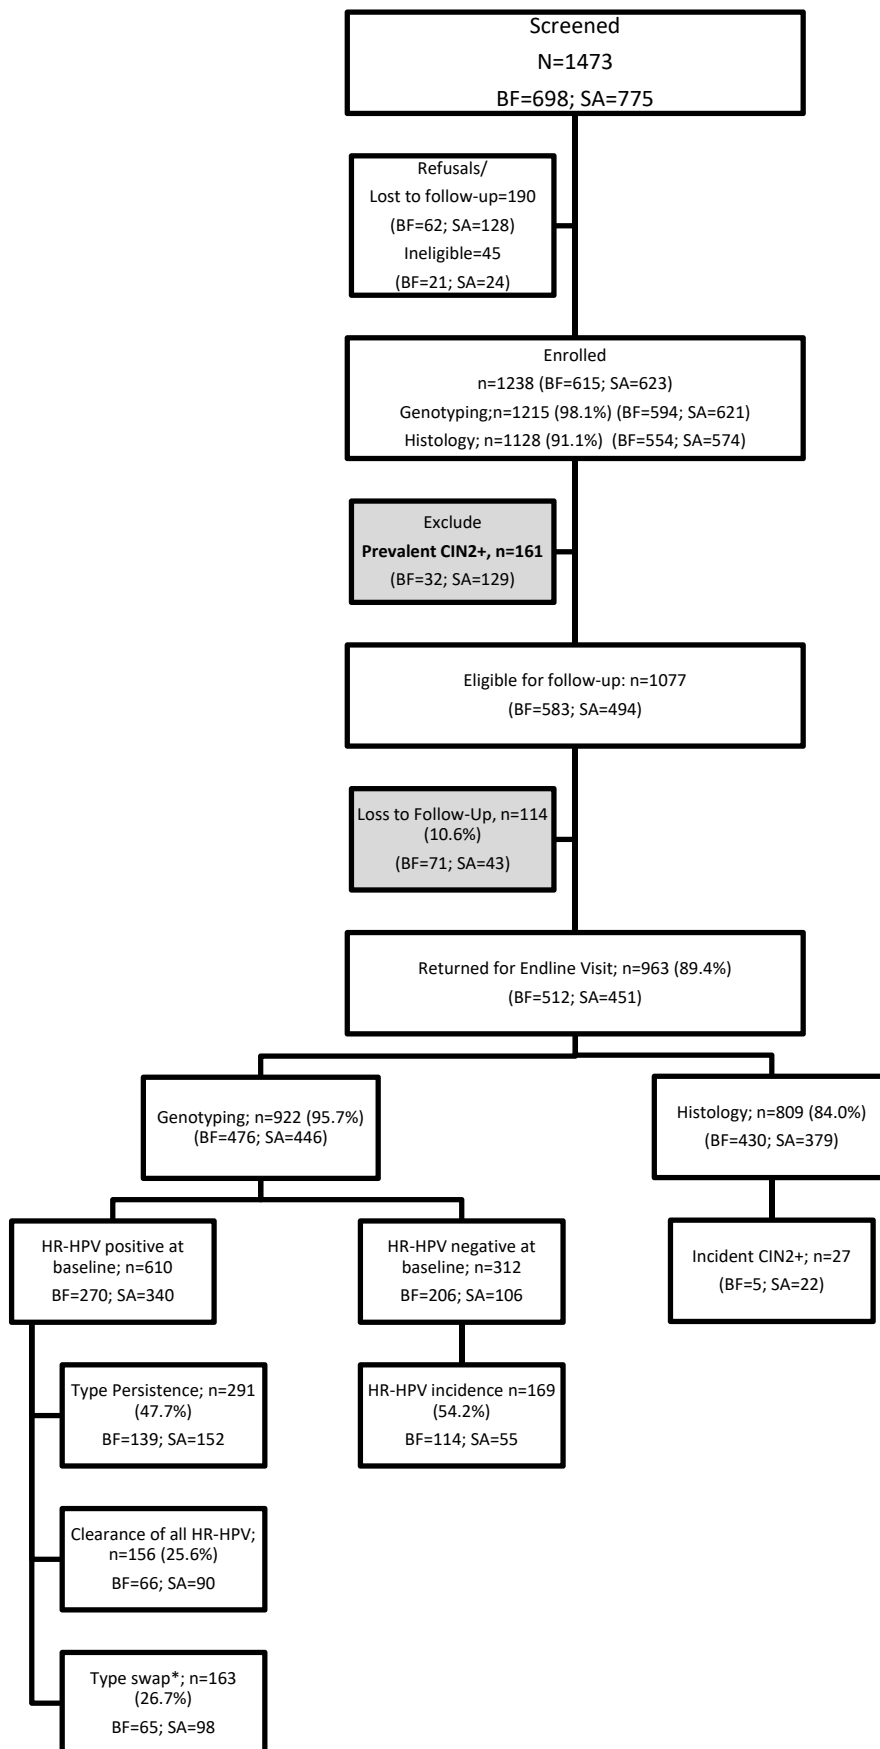 Screened
N=1473
BF=698; SA=775
Refusals/
Lost to follow-up=190
(BF=62; SA=128)
Ineligible=45
(BF=21; SA=24)
Enrolled
n=1238 (BF=615; SA=623)
Genotyping;n=1215 (98.1%) (BF=594; SA=621)
Histology; n=1128 (91.1%) (BF=554; SA=574)
Exclude
Prevalent CIN2+, n=161
(BF=32; SA=129)
Eligible for follow-up: n=1077
(BF=583; SA=494)
Loss to Follow-Up, n=114
(10.6%)
(BF=71; SA=43)
Returned for Endline Visit; n=963 (89.4%)
(BF=512; SA=451)
Genotyping; n=922 (95.7%)
(BF=476; SA=446)
Histology; n=809 (84.0%)
(BF=430; SA=379)
HR-HPV positive at
baseline; n=610
BF=270; SA=340
HR-HPV negative at
baseline; n=312
BF=206; SA=106
Incident CIN2+; n=27
(BF=5; SA=22)
Type Persistence; n=291
(47.7%)
BF=139; SA=152
HR-HPV incidence n=169
(54.2%)
BF=114; SA=55
Clearance of all HR-HPV;
n=156 (25.6%)
BF=66; SA=90
Type swap*; n=163
(26.7%)
BF=65; SA=98